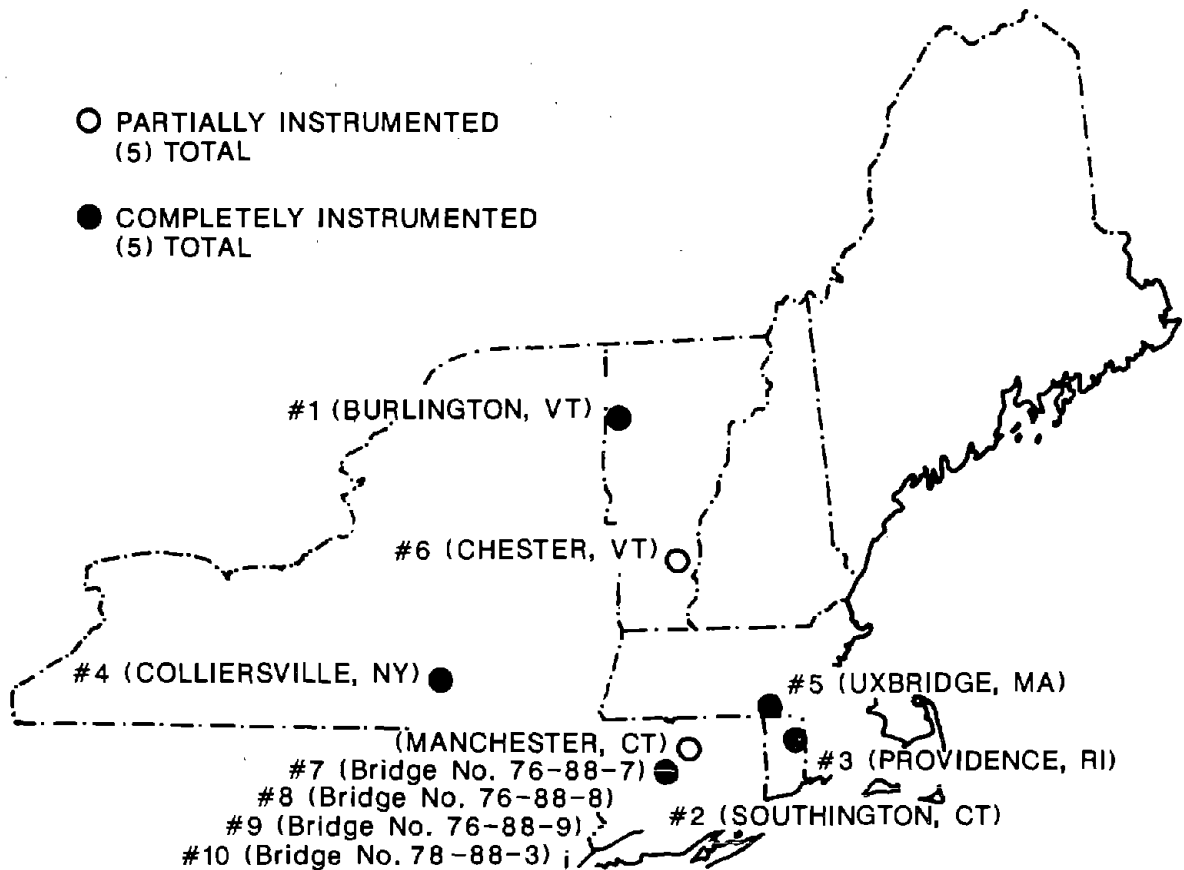 PARTIALLY INSTRUMENTED
(5) TOTAL
COMPLETELY INSTRUMENTED
(5) TOTAL
#1 (BURLINGTON, VT)
#6 (CHESTER, VT)
#4 (COLLIERSVILLE, NY)
#5 (UXBRIDGE, MA)
(MANCHESTER, CT)
#7 (Bridge No. 76-88-7)
#3 (PROVIDENCE, RI)
#8 (Bridge No. 76-88-8)
#2 (SOUTHINGTON, CT)
#9 (Bridge No. 76-88-9)
#10 (Bridge No. 78-88-3)